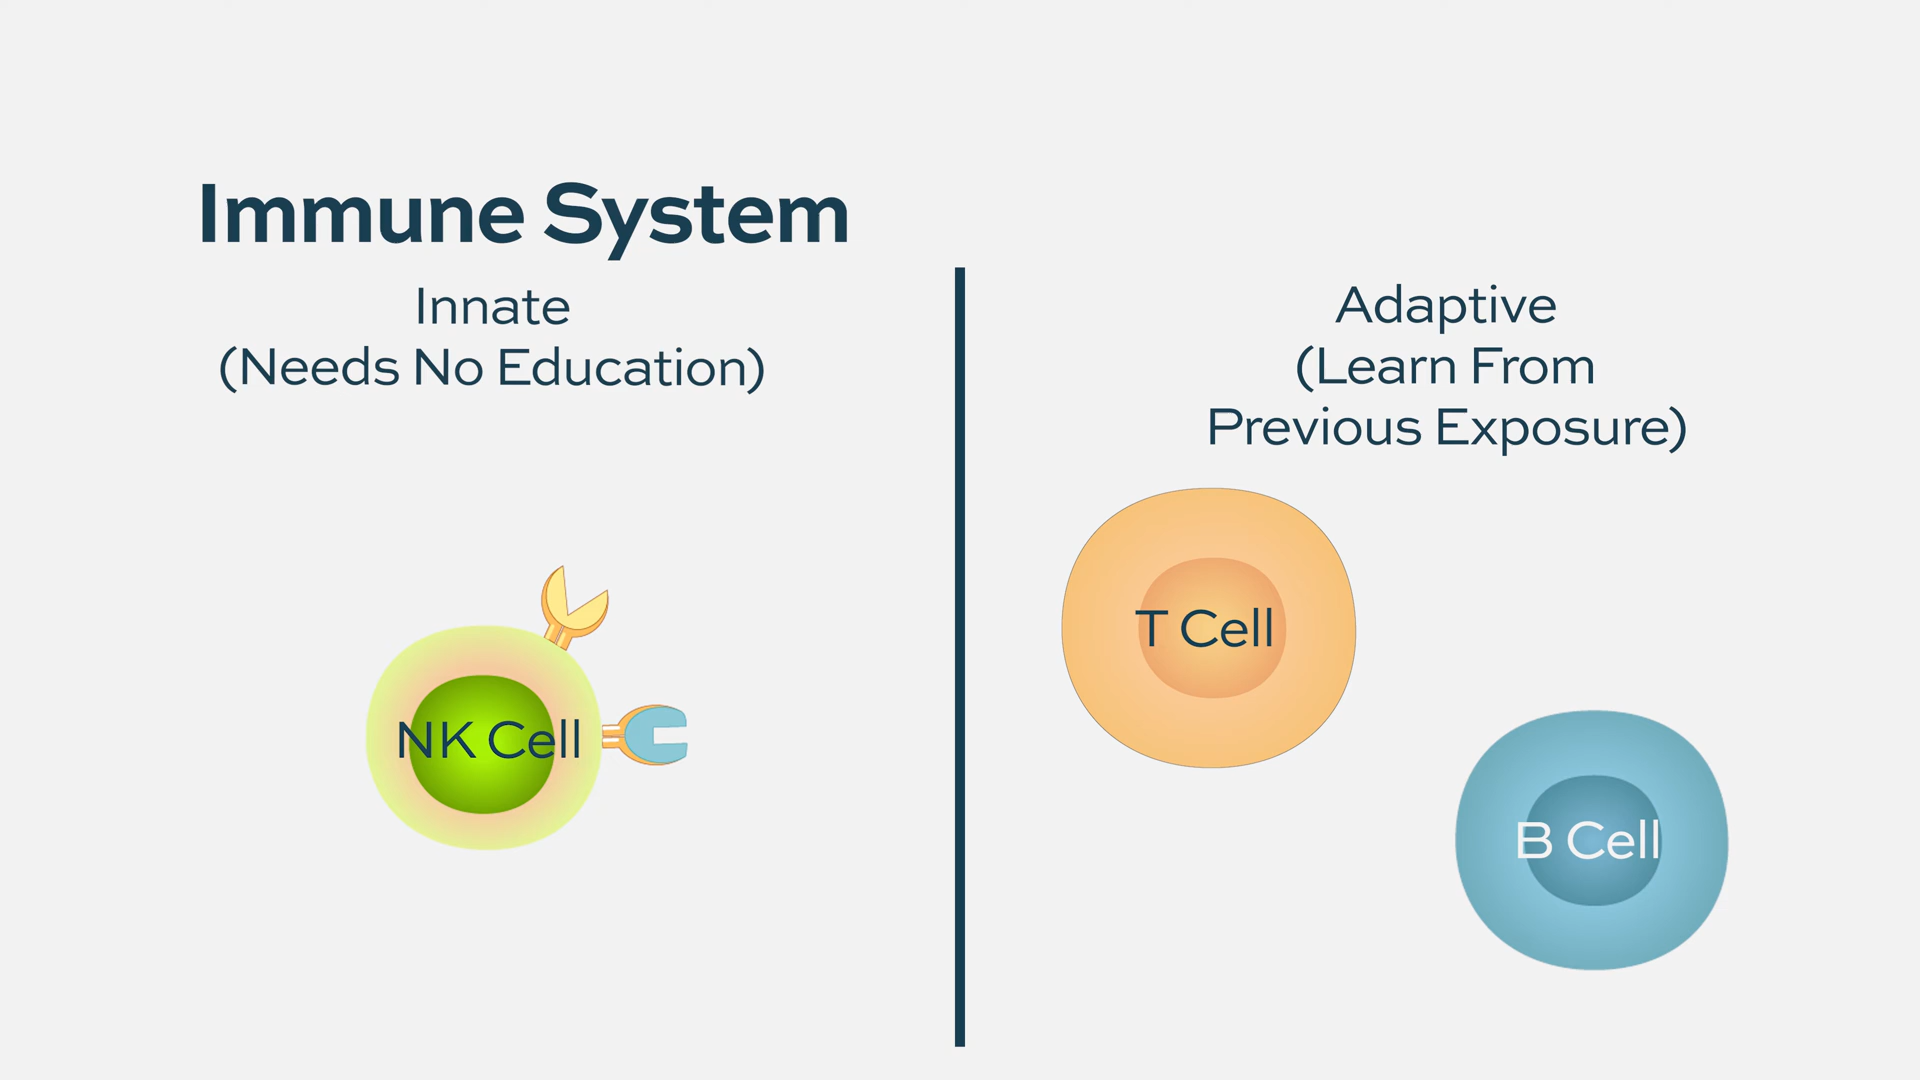 Immune System
Innate
(Needs No Education)
NK Cell
Adaptive
(Learn From
Previous Exposure)
T Cell
B Cell